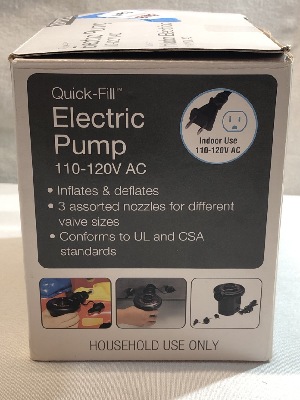 Quick-Fill™
Electric
Pump
110-120V AC
Indoor Use
110-120V AC
• Inflates & deflates
• 3 assorted nozzles for different
valve sizes
• Conforms to UL and CSA
standards
HOUSEHOLD USE ONLY